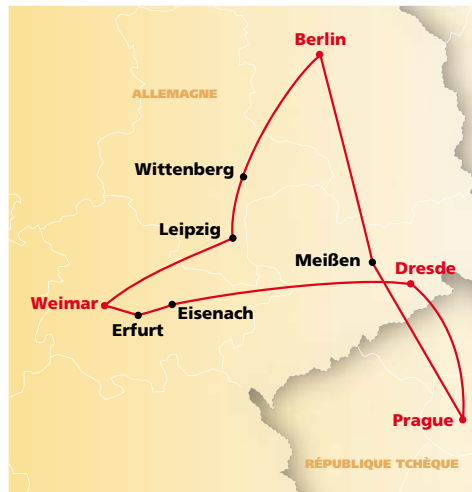 Berlin
ALLEMAGNE
Wittenberg
Leipzig
Meißen
Dresde
Weimar
Eisenach
Erfurt
Prague
RÉPUBLIQUE TCHÈQUE